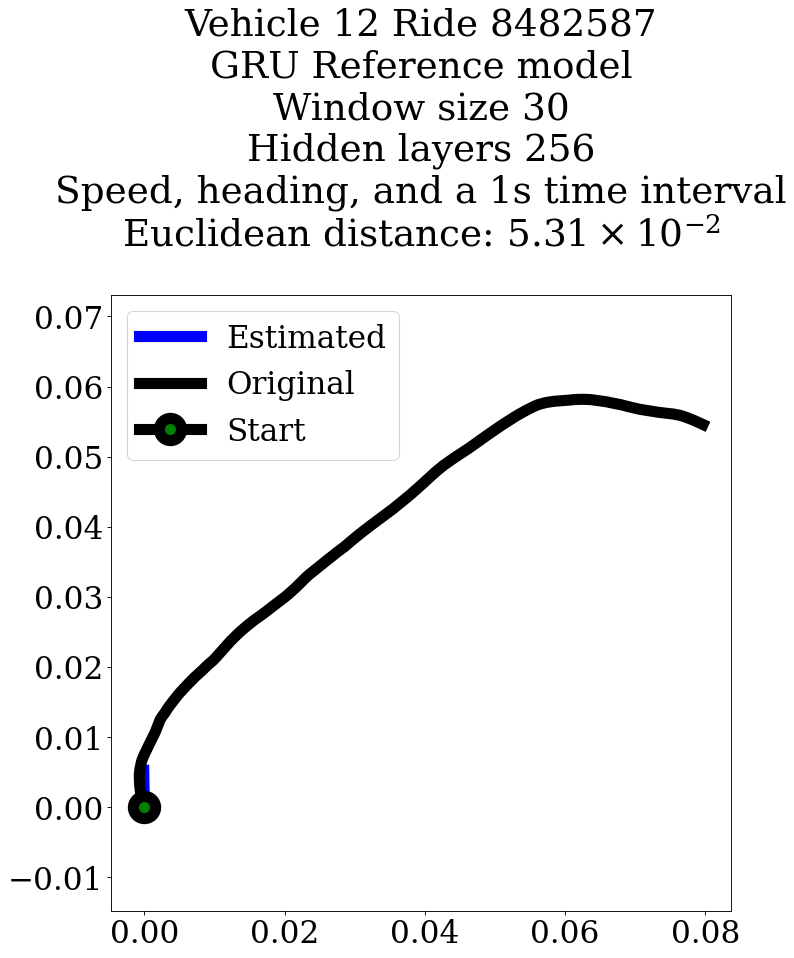 Vehicle 12 Ride 8482587
GRU Reference model
Window size 30
Hidden layers 256
Speed, heading, and a 1s time interval
Euclidean distance: 5.31 × 10⁻²
Estimated
Original
Start
0.07
0.06
0.05
0.04
0.03
0.02
0.01
0.00
−0.01
0.00 0.02 0.04 0.06 0.08